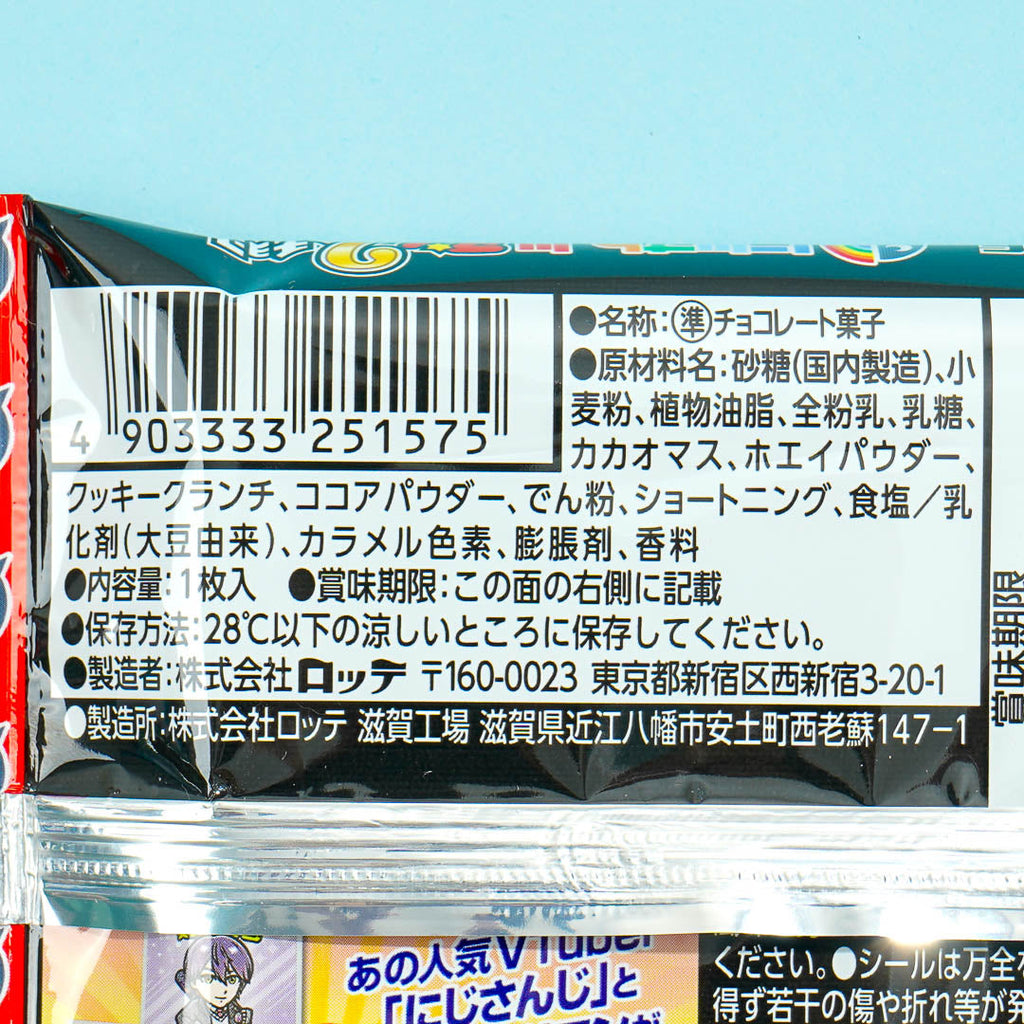 ●名称:㊜チョコレート菓子
●原材料名:砂糖(国内製造)、小
麦粉、植物油脂、全粉乳、乳糖、
カカオマス、ホエイパウダー、
クッキークランチ、ココアパウダー、でん粉、ショートニング、食塩/乳
化剤(大豆由来)、カラメル色素、膨脹剤、香料
4 903333 251575
●内容量:1枚入 ●賞味期限:この面の右側に記載
●保存方法:28℃以下の涼しいところに保存してください。
●製造者:株式会社ロッテ 〒160-0023 東京都新宿区西新宿3-20-1
●製造所:株式会社ロッテ 滋賀工場 滋賀県近江八幡市安土町西老蘇147-1
賞味期限
あの人気VTuber
「にじさんじ」と
ください。●シールは万全
得ず若干の傷や折れ等が発